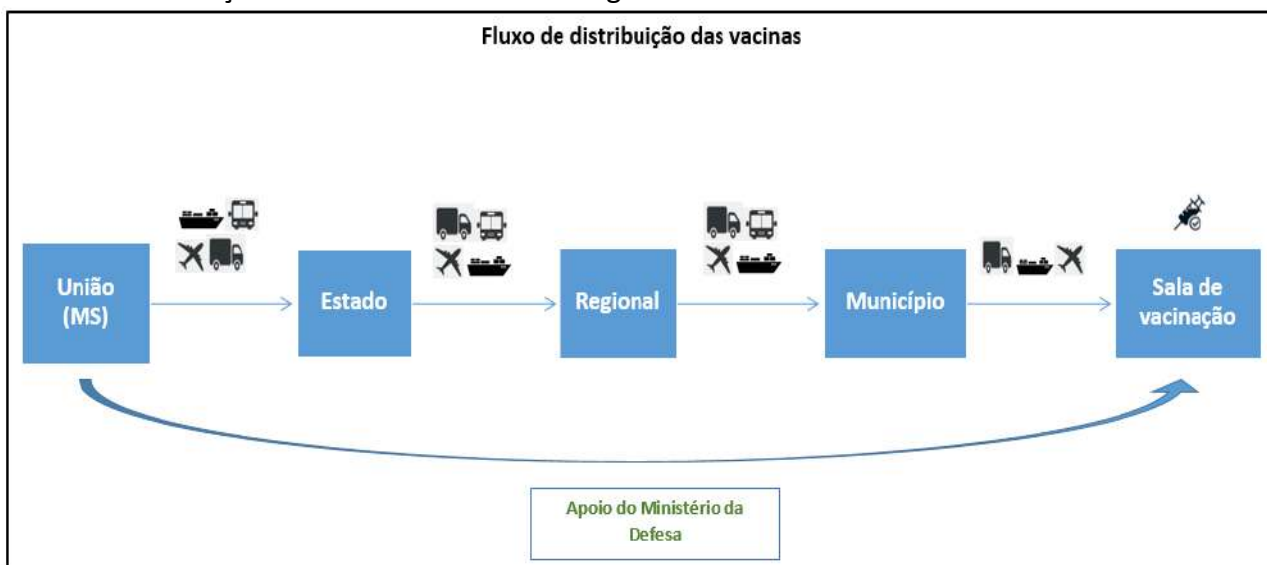 Fluxo de distribuição das vacinas
União
(MS)
Estado
Regional
Município
Sala de
vacinação
Apoio do Ministério da
Defesa